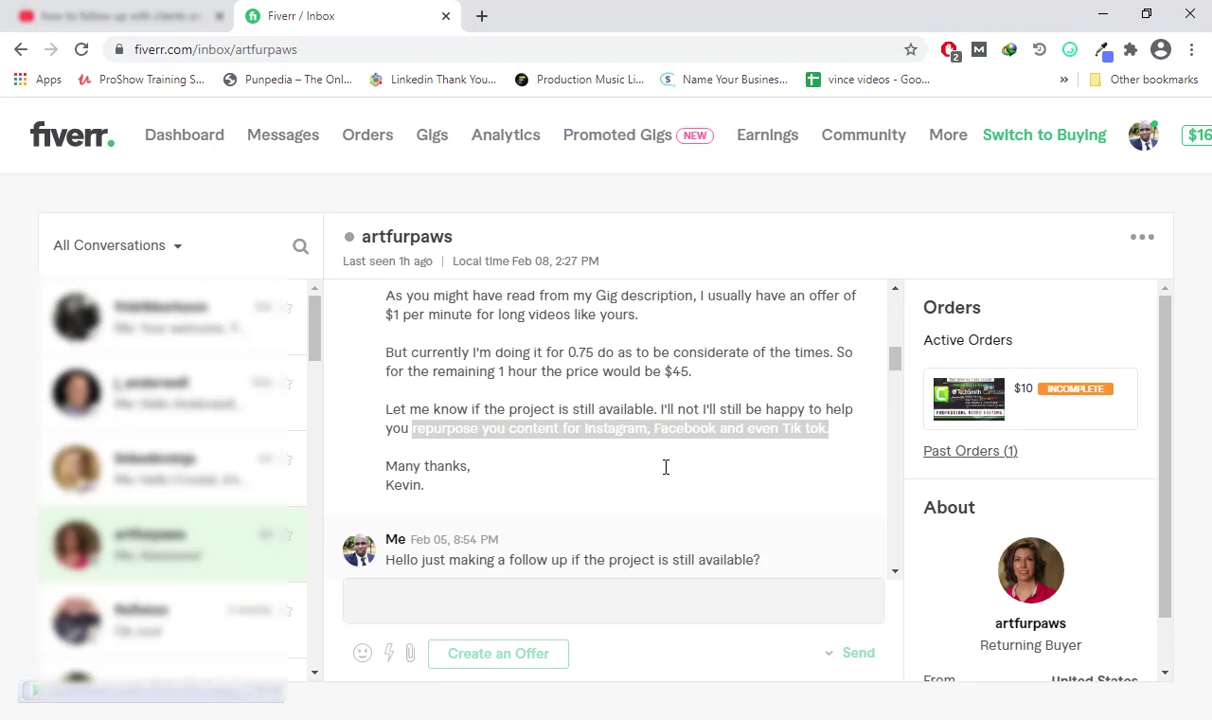 how to follow up with clients on
Fiverr / Inbox
fiverr.com/inbox/artfurpaws
2
Apps ProShow Training S... Punpedia – The Onl... Linkedin Thank You... Production Music Li... Name Your Busines... vince videos - Goo... » Other bookmarks
fiverr. Dashboard Messages Orders Gigs Analytics Promoted Gigs NEW Earnings Community More Switch to Buying $16
All Conversations
artfurpaws
Last seen 1h ago | Local time Feb 08, 2:27 PM
As you might have read from my Gig description, I usually have an offer of
$1 per minute for long videos like yours.
But currently I'm doing it for 0.75 do as to be considerate of the times. So
for the remaining 1 hour the price would be $45.
Let me know if the project is still available. I'll not I'll still be happy to help
you repurpose you content for Instagram, Facebook and even Tik tok.
Many thanks,
Kevin.
Me Feb 05, 8:54 PM
Hello just making a follow up if the project is still available?
Create an Offer
Send
Orders
Active Orders
$10 INCOMPLETE
Past Orders (1)
About
artfurpaws
Returning Buyer
From United States